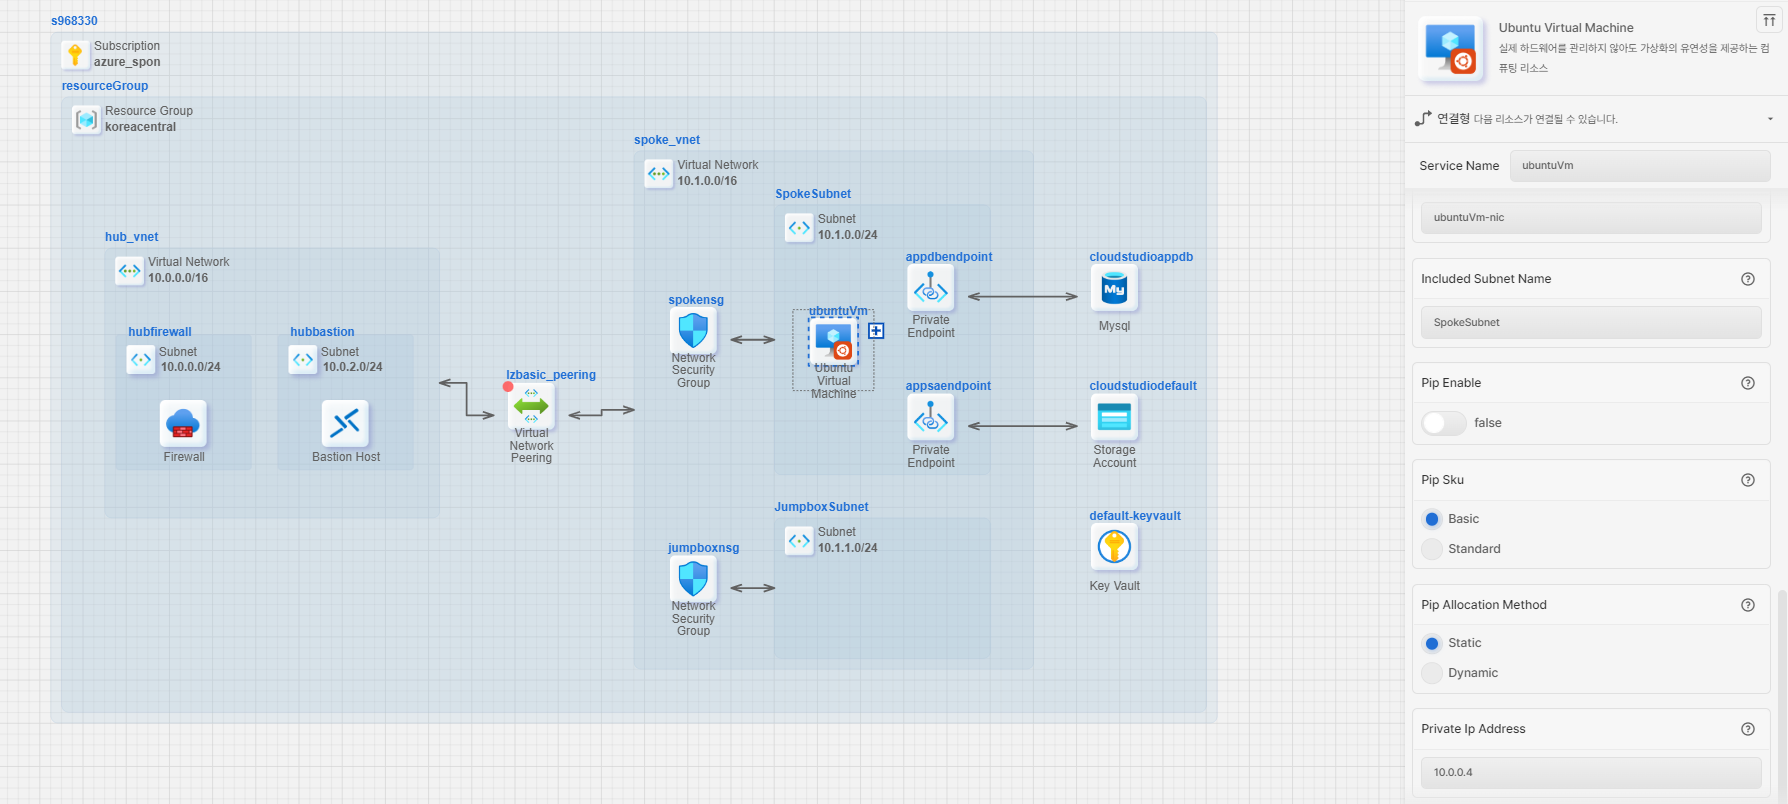 s968330
Subscription
azure_spon
resourceGroup
Resource Group
koreacentral
hub_vnet
Virtual Network
10.0.0.0/16
hubfirewall
Subnet
10.0.0.0/24
Firewall
hubbastion
Subnet
10.0.2.0/24
Bastion Host
lzbasic_peering
Virtual
Network
Peering
spoke_vnet
Virtual Network
10.1.0.0/16
spokensg
Network
Security
Group
SpokeSubnet
Subnet
10.1.0.0/24
ubuntuVm
Ubuntu
Virtual
Machine
appdbendpoint
Private
Endpoint
appsaendpoint
Private
Endpoint
jumpboxnsg
Network
Security
Group
JumpboxSubnet
Subnet
10.1.1.0/24
cloudstudioappdb
My
Mysql
cloudstudiodefault
Storage
Account
default-keyvault
Key Vault
Ubuntu Virtual Machine
실제 하드웨어를 관리하지 않아도 가상화의 유연성을 제공하는 컴
퓨팅 리소스
연결형 다음 리소스가 연결될 수 있습니다.
Service Name
ubuntuVm
ubuntuVm-nic
Included Subnet Name
SpokeSubnet
Pip Enable
false
Pip Sku
Basic
Standard
Pip Allocation Method
Static
Dynamic
Private Ip Address
10.0.0.4